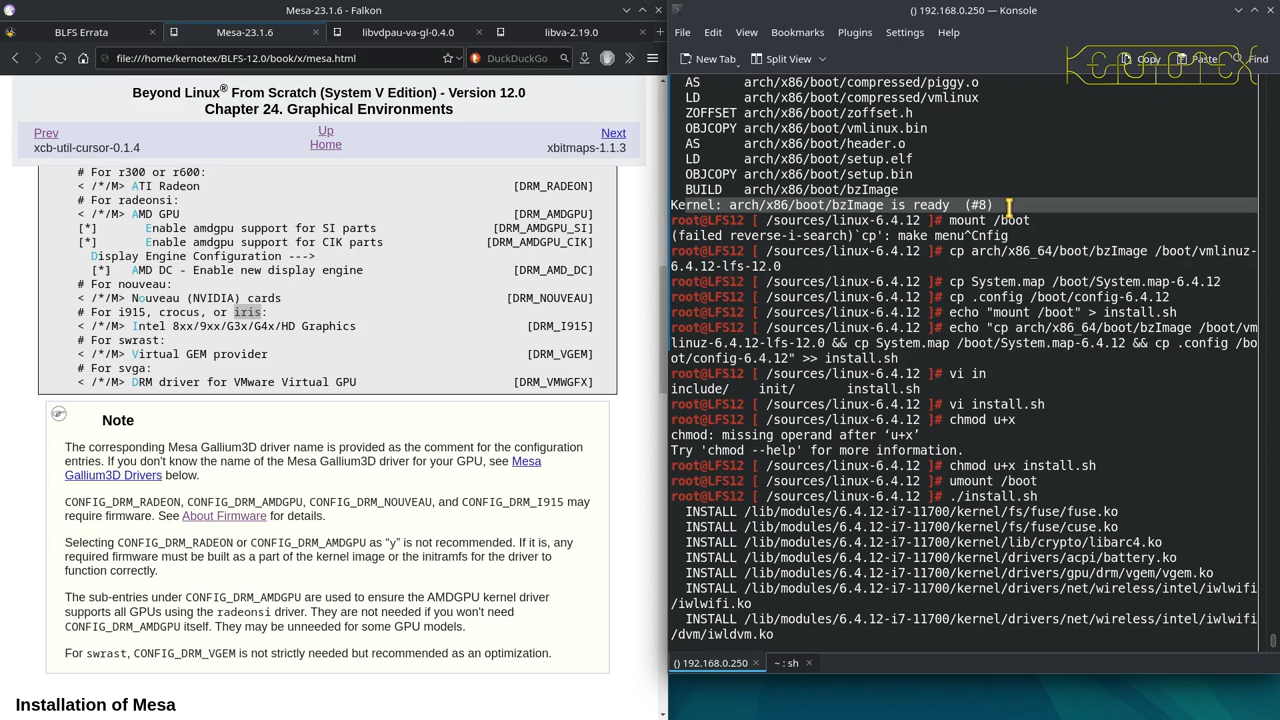 Mesa-23.1.6 — Falkon
BLFS Errata
Mesa-23.1.6
libvdpau-va-gl-0.4.0
libva-2.19.0
file:///home/kernotex/BLFS-12.0/book/x/mesa.html
DuckDuckGo
Beyond Linux® From Scratch (System V Edition) - Version 12.0
Chapter 24. Graphical Environments
Prev
Up
Next
xcb-util-cursor-0.1.4
Home
xbitmaps-1.1.3
# For r300 or r600:
< /*/M> ATI Radeon [DRM_RADEON]
# For radeonsi:
< /*/M> AMD GPU [DRM_AMDGPU]
[*] Enable amdgpu support for SI parts [DRM_AMDGPU_SI]
[*] Enable amdgpu support for CIK parts [DRM_AMDGPU_CIK]
Display Engine Configuration --->
[*] AMD DC - Enable new display engine [DRM_AMD_DC]
# For nouveau:
< /*/M> Nouveau (NVIDIA) cards [DRM_NOUVEAU]
# For i915, crocus, or iris:
< /*/M> Intel 8xx/9xx/G3x/G4x/HD Graphics [DRM_I915]
# For swrast:
< /*/M> Virtual GEM provider [DRM_VGEM]
# For svga:
< /*/M> DRM driver for VMware Virtual GPU [DRM_VMWGFX]
Note
The corresponding Mesa Gallium3D driver name is provided as the comment for the configuration
entries. If you don't know the name of the Mesa Gallium3D driver for your GPU, see Mesa
Gallium3D Drivers below.
CONFIG_DRM_RADEON, CONFIG_DRM_AMDGPU, CONFIG_DRM_NOUVEAU, and CONFIG_DRM_I915 may
require firmware. See About Firmware for details.
Selecting CONFIG_DRM_RADEON or CONFIG_DRM_AMDGPU as “y” is not recommended. If it is, any
required firmware must be built as a part of the kernel image or the initramfs for the driver to
function correctly.
The sub-entries under CONFIG_DRM_AMDGPU are used to ensure the AMDGPU kernel driver
supports all GPUs using the radeonsi driver. They are not needed if you won't need
CONFIG_DRM_AMDGPU itself. They may be unneeded for some GPU models.
For swrast, CONFIG_DRM_VGEM is not strictly needed but recommended as an optimization.
Installation of Mesa
() 192.168.0.250 — Konsole
File Edit View Bookmarks Plugins Settings Help
New Tab
Split View
Copy
Paste
Find
AS arch/x86/boot/compressed/piggy.o
LD arch/x86/boot/compressed/vmlinux
ZOFFSET arch/x86/boot/zoffset.h
OBJCOPY arch/x86/boot/vmlinux.bin
AS arch/x86/boot/header.o
LD arch/x86/boot/setup.elf
OBJCOPY arch/x86/boot/setup.bin
BUILD arch/x86/boot/bzImage
Kernel: arch/x86/boot/bzImage is ready (#8)
root@LFS12 [ /sources/linux-6.4.12 ]# mount /boot
(failed reverse-i-search)`cp': make menu^Cnfig
root@LFS12 [ /sources/linux-6.4.12 ]# cp arch/x86_64/boot/bzImage /boot/vmlinuz-
6.4.12-lfs-12.0
root@LFS12 [ /sources/linux-6.4.12 ]# cp System.map /boot/System.map-6.4.12
root@LFS12 [ /sources/linux-6.4.12 ]# cp .config /boot/config-6.4.12
root@LFS12 [ /sources/linux-6.4.12 ]# echo "mount /boot" > install.sh
root@LFS12 [ /sources/linux-6.4.12 ]# echo "cp arch/x86_64/boot/bzImage /boot/vm
linuz-6.4.12-lfs-12.0 && cp System.map /boot/System.map-6.4.12 && cp .config /bo
ot/config-6.4.12" >> install.sh
root@LFS12 [ /sources/linux-6.4.12 ]# vi in
include/ init/ install.sh
root@LFS12 [ /sources/linux-6.4.12 ]# vi install.sh
root@LFS12 [ /sources/linux-6.4.12 ]# chmod u+x
chmod: missing operand after ‘u+x’
Try 'chmod --help' for more information.
root@LFS12 [ /sources/linux-6.4.12 ]# chmod u+x install.sh
root@LFS12 [ /sources/linux-6.4.12 ]# umount /boot
root@LFS12 [ /sources/linux-6.4.12 ]# ./install.sh
INSTALL /lib/modules/6.4.12-i7-11700/kernel/fs/fuse/fuse.ko
INSTALL /lib/modules/6.4.12-i7-11700/kernel/fs/fuse/cuse.ko
INSTALL /lib/modules/6.4.12-i7-11700/kernel/lib/crypto/libarc4.ko
INSTALL /lib/modules/6.4.12-i7-11700/kernel/drivers/acpi/battery.ko
INSTALL /lib/modules/6.4.12-i7-11700/kernel/drivers/gpu/drm/vgem/vgem.ko
INSTALL /lib/modules/6.4.12-i7-11700/kernel/drivers/net/wireless/intel/iwlwifi
/iwlwifi.ko
INSTALL /lib/modules/6.4.12-i7-11700/kernel/drivers/net/wireless/intel/iwlwifi
/dvm/iwldvm.ko
() 192.168.0.250
~ : sh